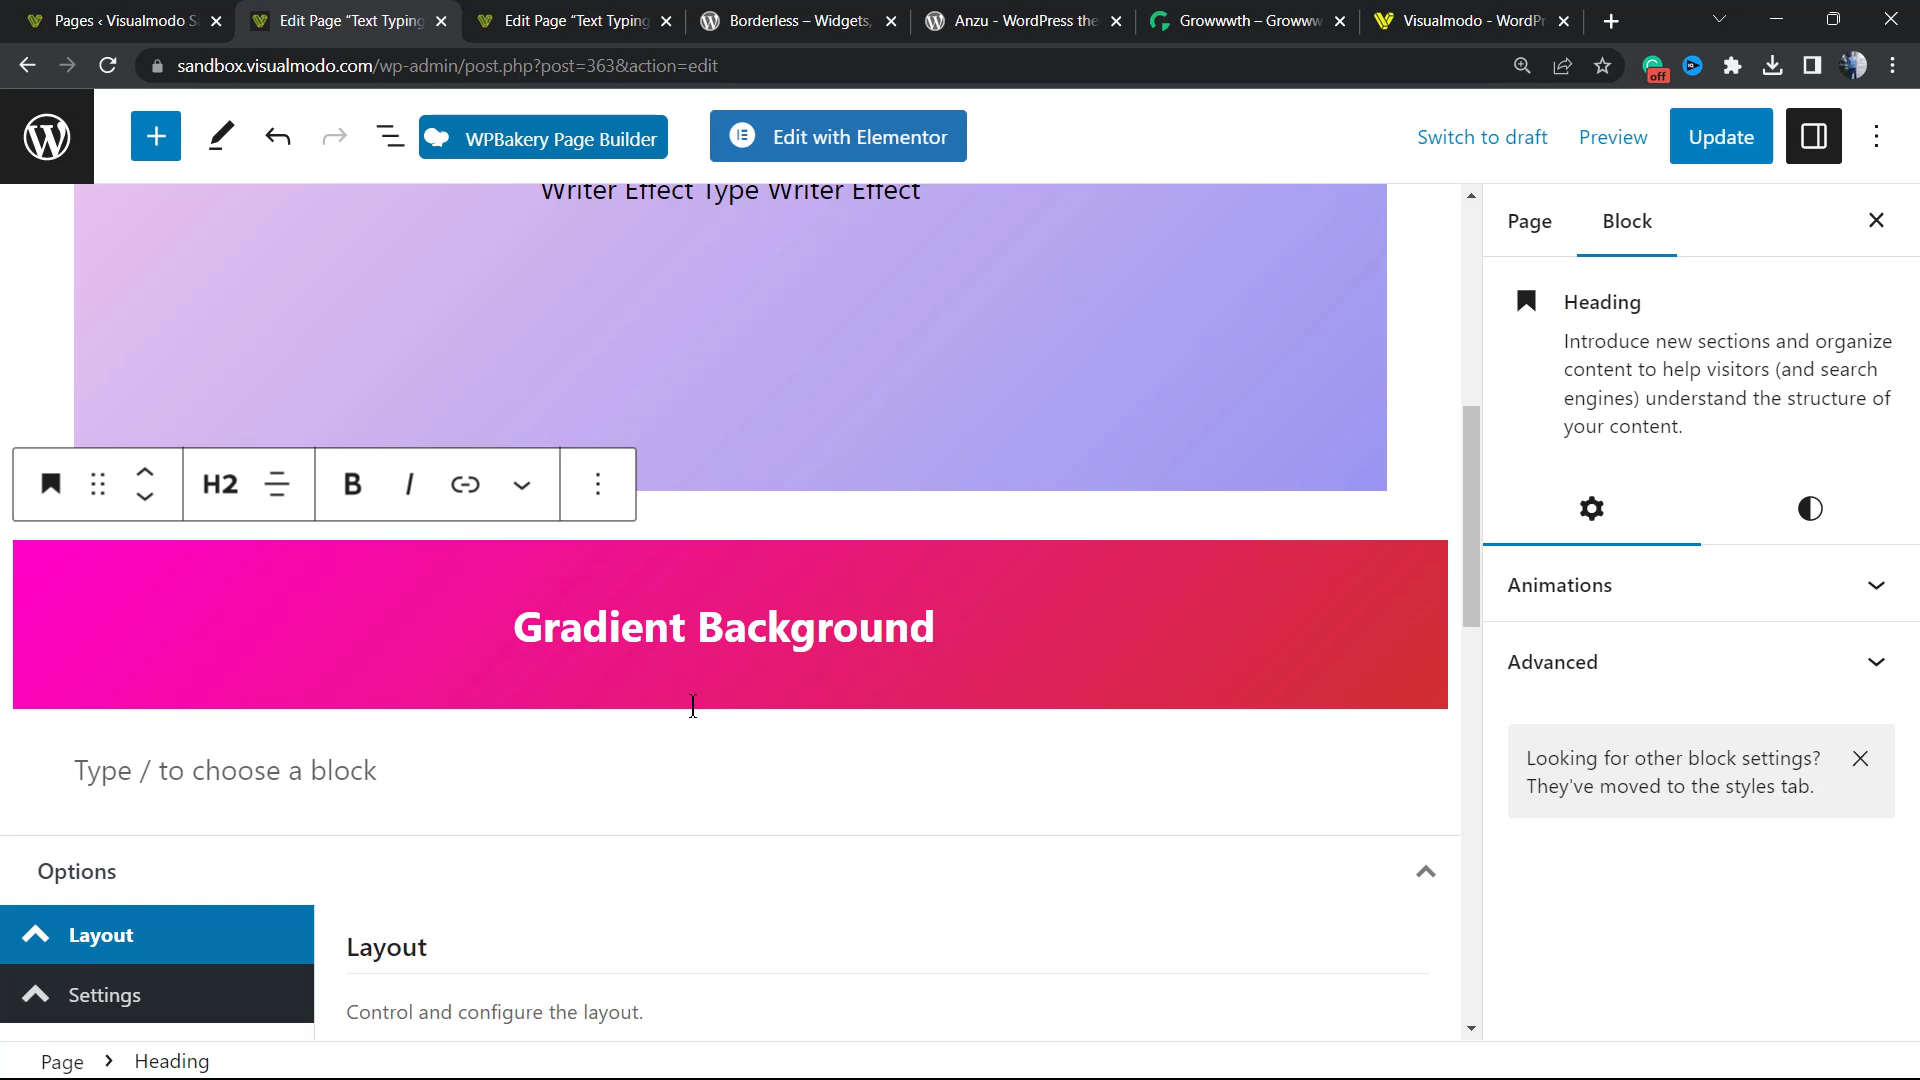 Pages ‹ Visualmodo S
Edit Page “Text Typing
Edit Page “Text Typing
Borderless – Widgets,
Anzu - WordPress the
Growwwth – Growww
Visualmodo - WordPr
sandbox.visualmodo.com/wp-admin/post.php?post=363&action=edit
off
WPBakery Page Builder
Edit with Elementor
Switch to draft
Preview
Update
Writer Effect Type Writer Effect
H2
B
I
Gradient Background
Type / to choose a block
Options
Layout
Settings
Layout
Control and configure the layout.
Page
Heading
Page
Block
Heading
Introduce new sections and organize
content to help visitors (and search
engines) understand the structure of
your content.
Animations
Advanced
Looking for other block settings?
They've moved to the styles tab.